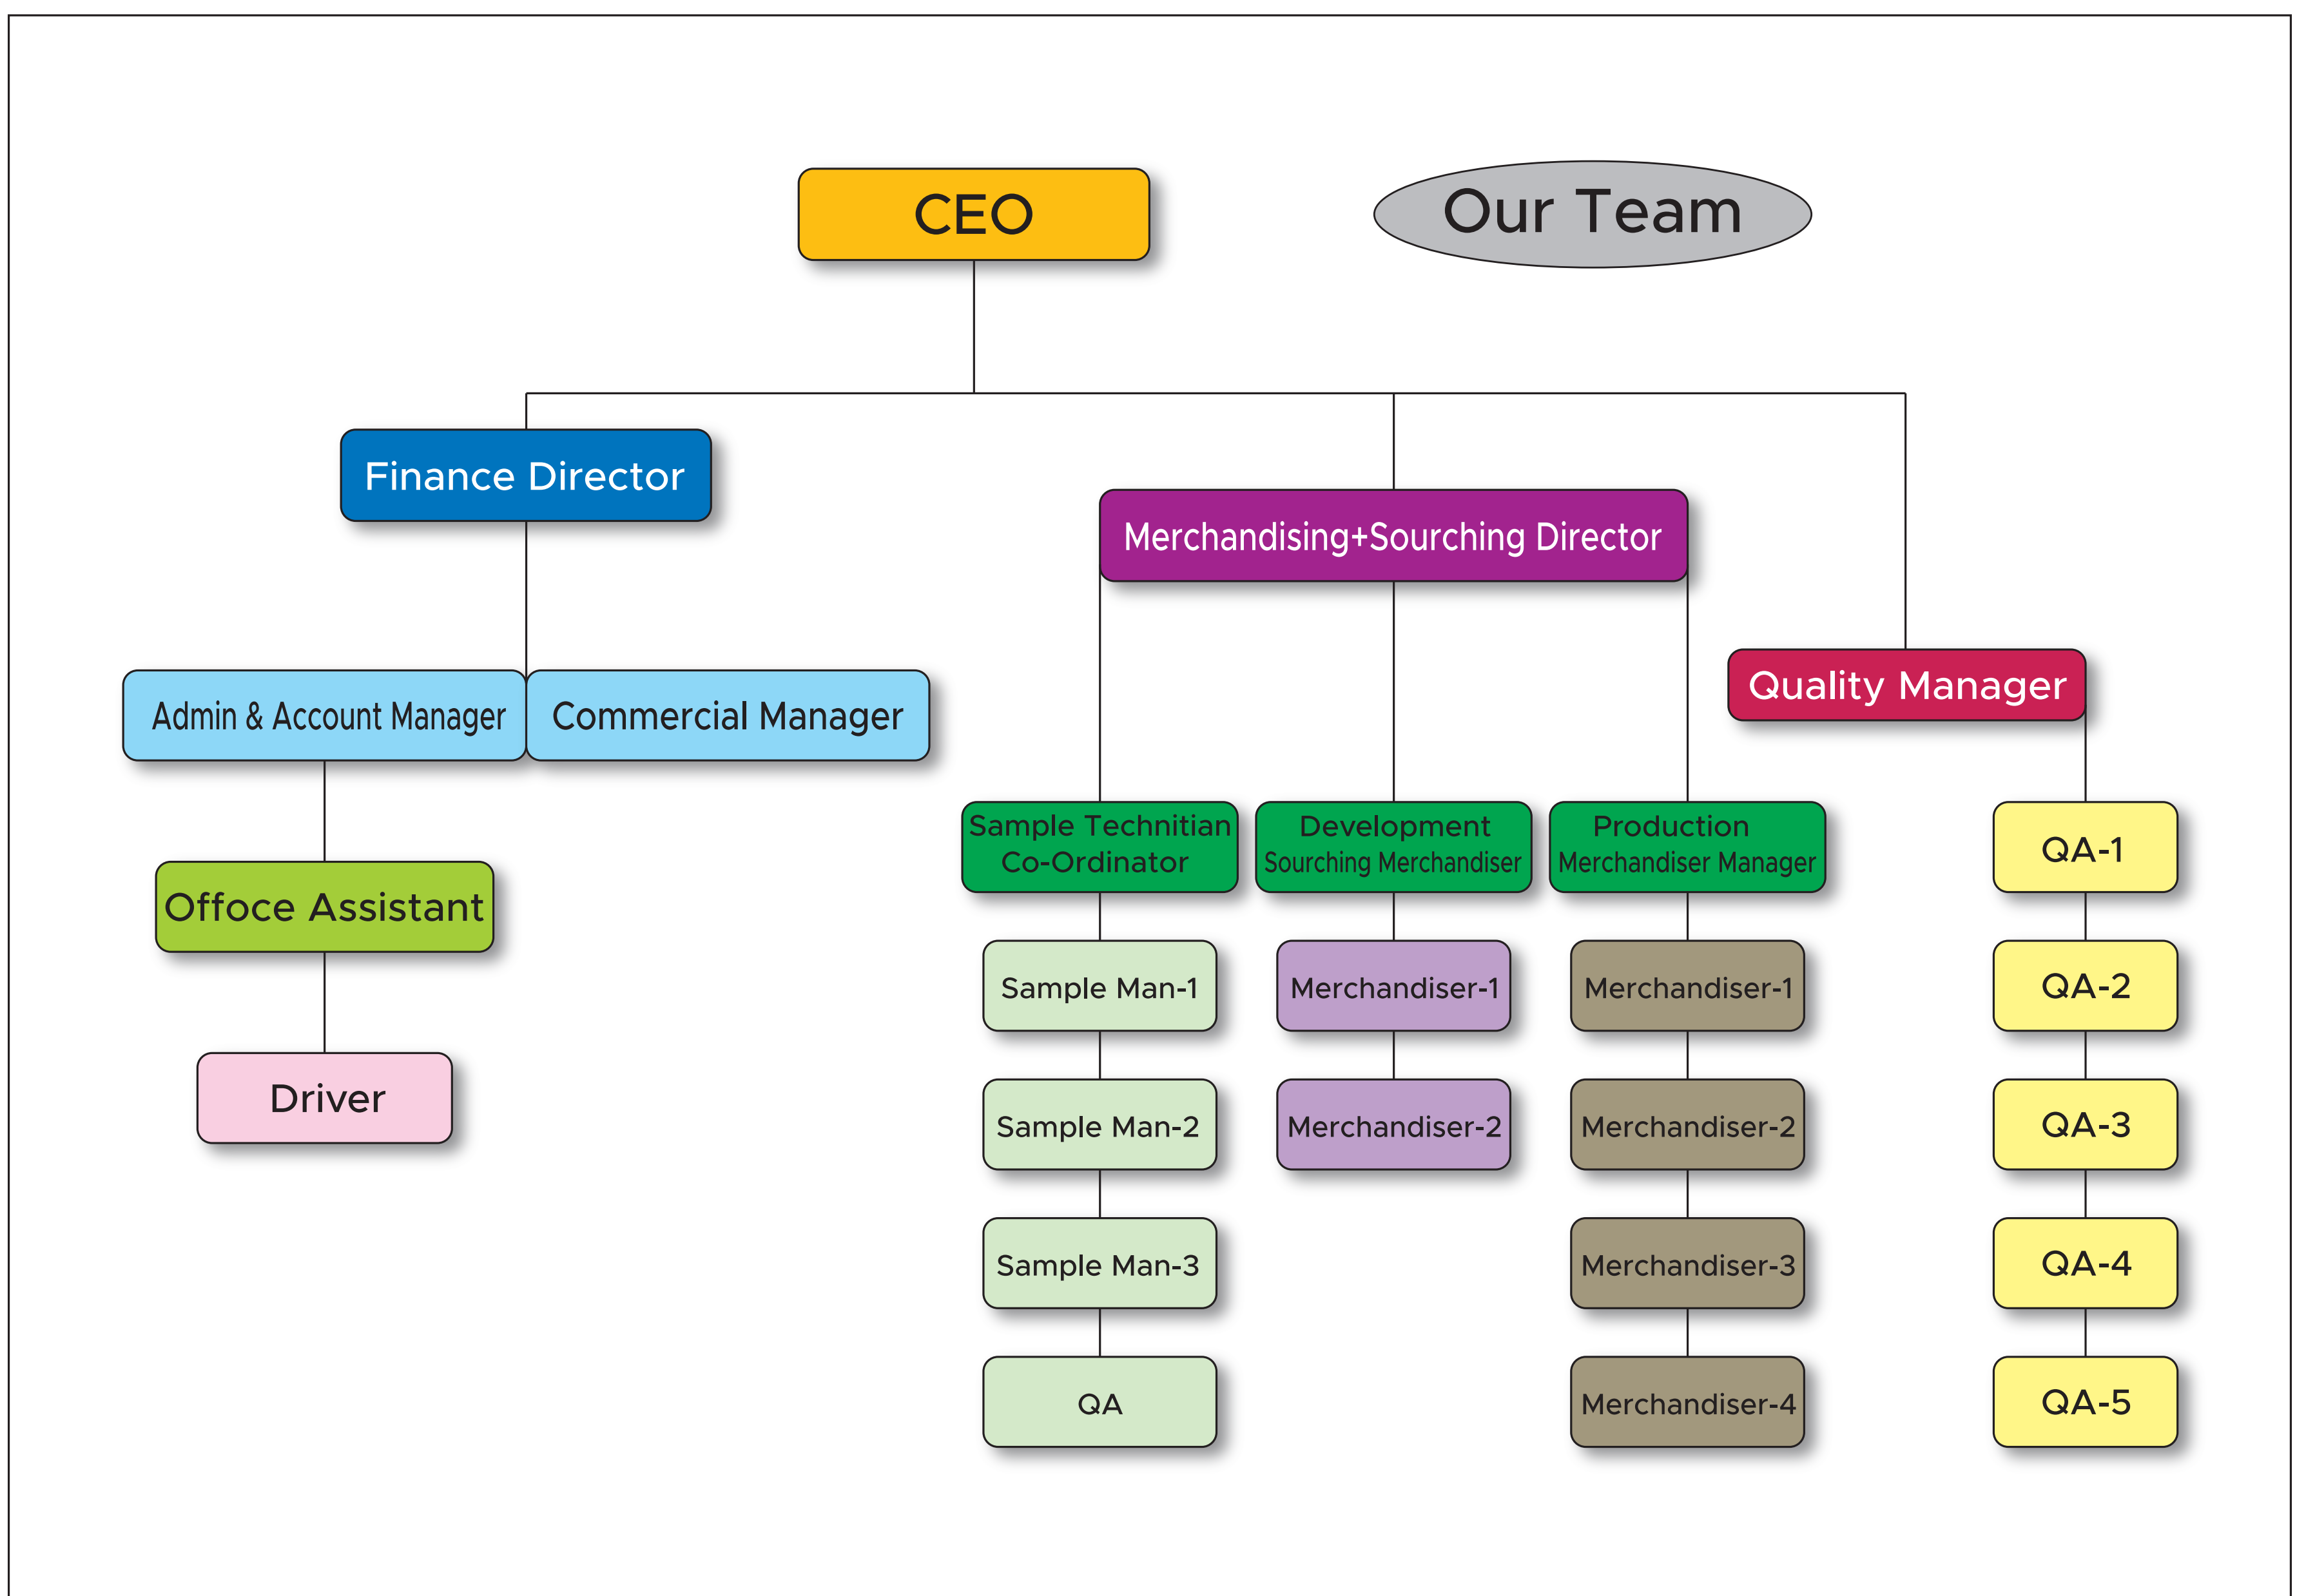 CEO
Our Team
Finance Director
Merchandising+Sourching Director
Quality Manager
Admin & Account Manager
Commercial Manager
Sample Technitian
Co-Ordinator
Development
Sourching Merchandiser
Production
Merchandiser Manager
QA-1
Offoce Assistant
Sample Man-1
Merchandiser-1
Merchandiser-1
QA-2
Driver
Sample Man-2
Merchandiser-2
Merchandiser-2
QA-3
Sample Man-3
Merchandiser-3
QA-4
QA
Merchandiser-4
QA-5